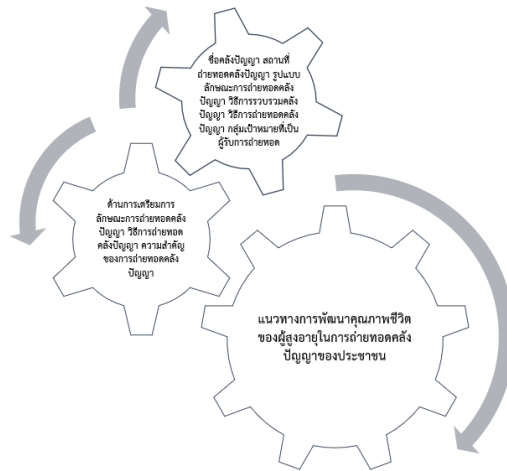 ชื่อคลังปัญญา สถานที่
ถ่ายทอดคลังปัญญา รูปแบบ
ลักษณะการถ่ายทอดคลัง
ปัญญา วิธีการรวบรวมคลัง
ปัญญา วิธีการถ่ายทอดคลัง
ปัญญา กลุ่มเป้าหมายที่เป็น
ผู้รับการถ่ายทอด
ด้านการเตรียมการ
ลักษณะการถ่ายทอดคลัง
ปัญญา วิธีการถ่ายทอด
คลังปัญญา ความสำคัญ
ของการถ่ายทอดคลัง
ปัญญา
แนวทางการพัฒนาคุณภาพชีวิต
ของผู้สูงอายุในการถ่ายทอดคลัง
ปัญญาของประชาชน